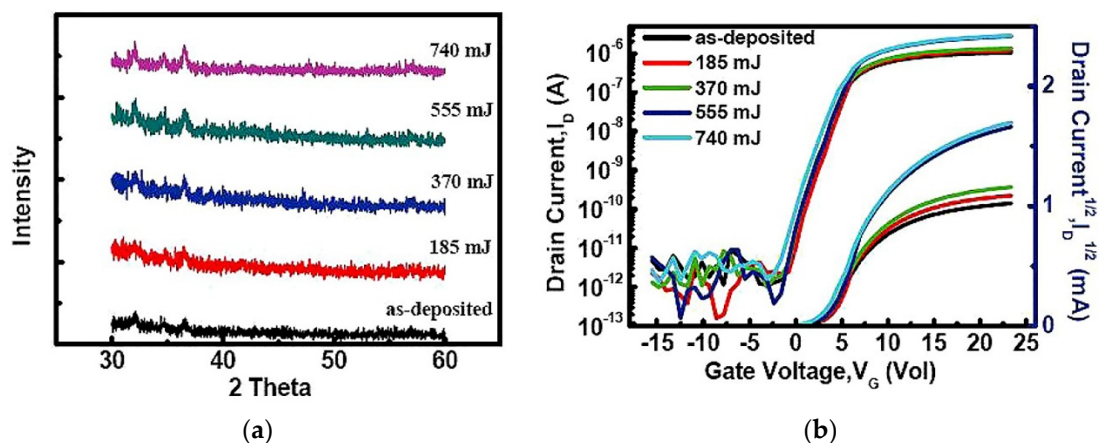 740 mJ
555 mJ
370 mJ
185 mJ
as-deposited
Intensity
30
40
50
60
2 Theta
(a)
as-deposited
185 mJ
370 mJ
555 mJ
740 mJ
Drain Current,I_D (A)
10^-6
10^-7
10^-8
10^-9
10^-10
10^-11
10^-12
10^-13
-15
-10
-5
0
5
10
15
20
25
Gate Voltage,V_G (Vol)
2
1
0
Drain Current^1/2,I_D^1/2 (mA)
(b)